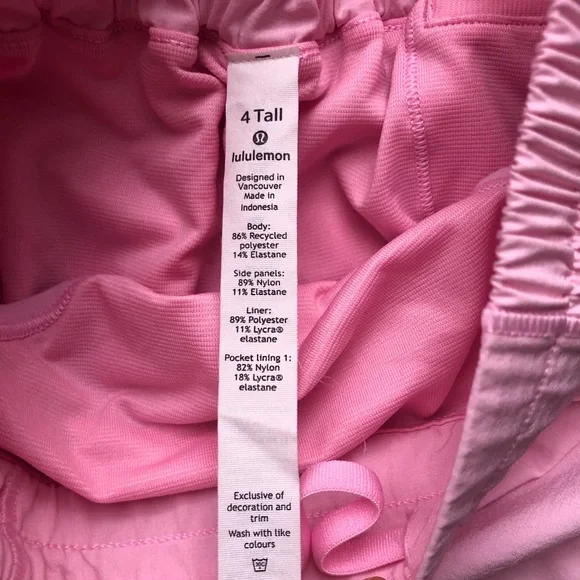 4 Tall
lululemon
Designed in
Vancouver
Made in
Indonesia
Body:
86% Recycled
polyester
14% Elastane
Side panels:
89% Nylon
11% Elastane
Liner:
89% Polyester
11% Lycra®
elastane
Pocket lining 1:
82% Nylon
18% Lycra®
elastane
Exclusive of
decoration and
trim
Wash with like
colours
30C